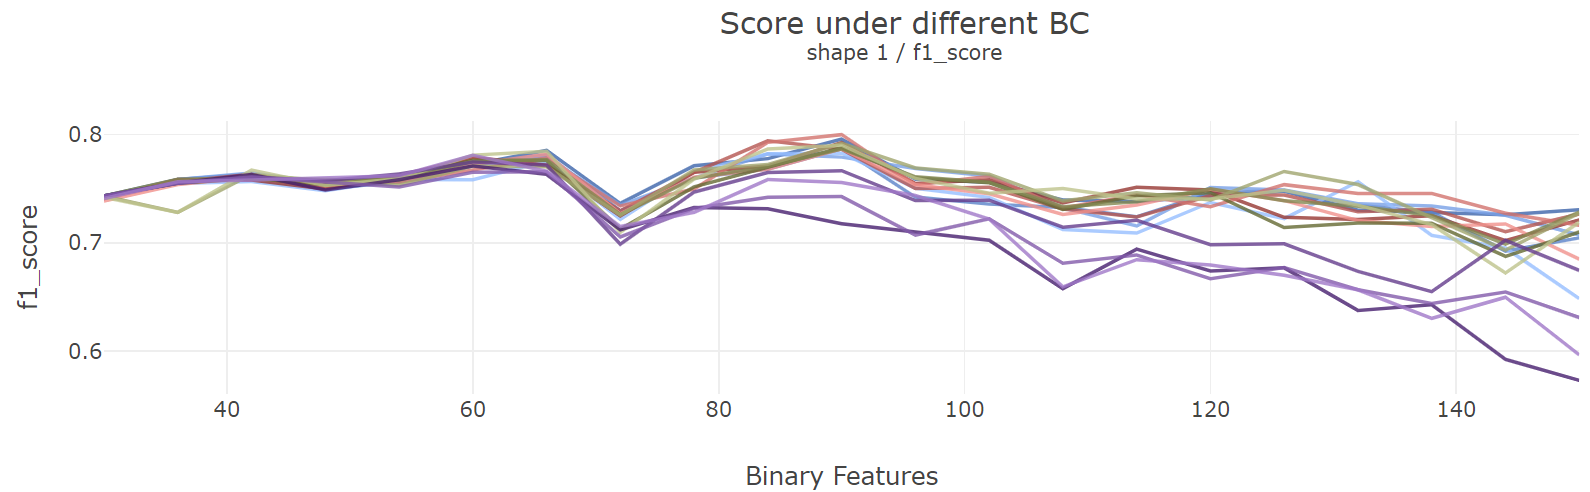 Score under different BC
shape 1 / f1_score
f1_score
0.8
0.7
0.6
40 60 80 100 120 140
Binary Features